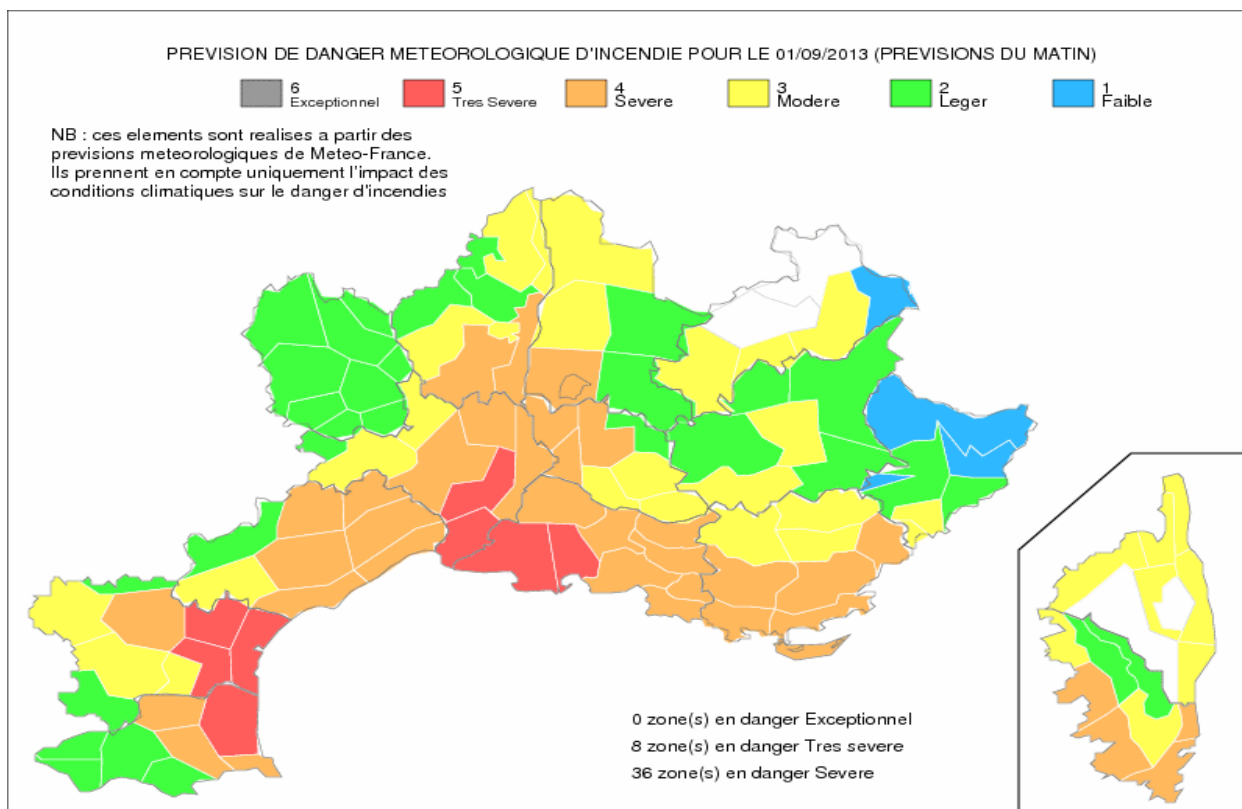 PREVISION DE DANGER METEOROLOGIQUE D'INCENDIE POUR LE 01/09/2013 (PREVISIONS DU MATIN)
6 Exceptionnel
5 Tres Severe
4 Severe
3 Modere
2 Leger
1 Faible
NB : ces elements sont realises a partir des
previsions meteorologiques de Meteo-France.
Ils prennent en compte uniquement l'impact des
conditions climatiques sur le danger d'incendies
0 zone(s) en danger Exceptionnel
8 zone(s) en danger Tres severe
36 zone(s) en danger Severe